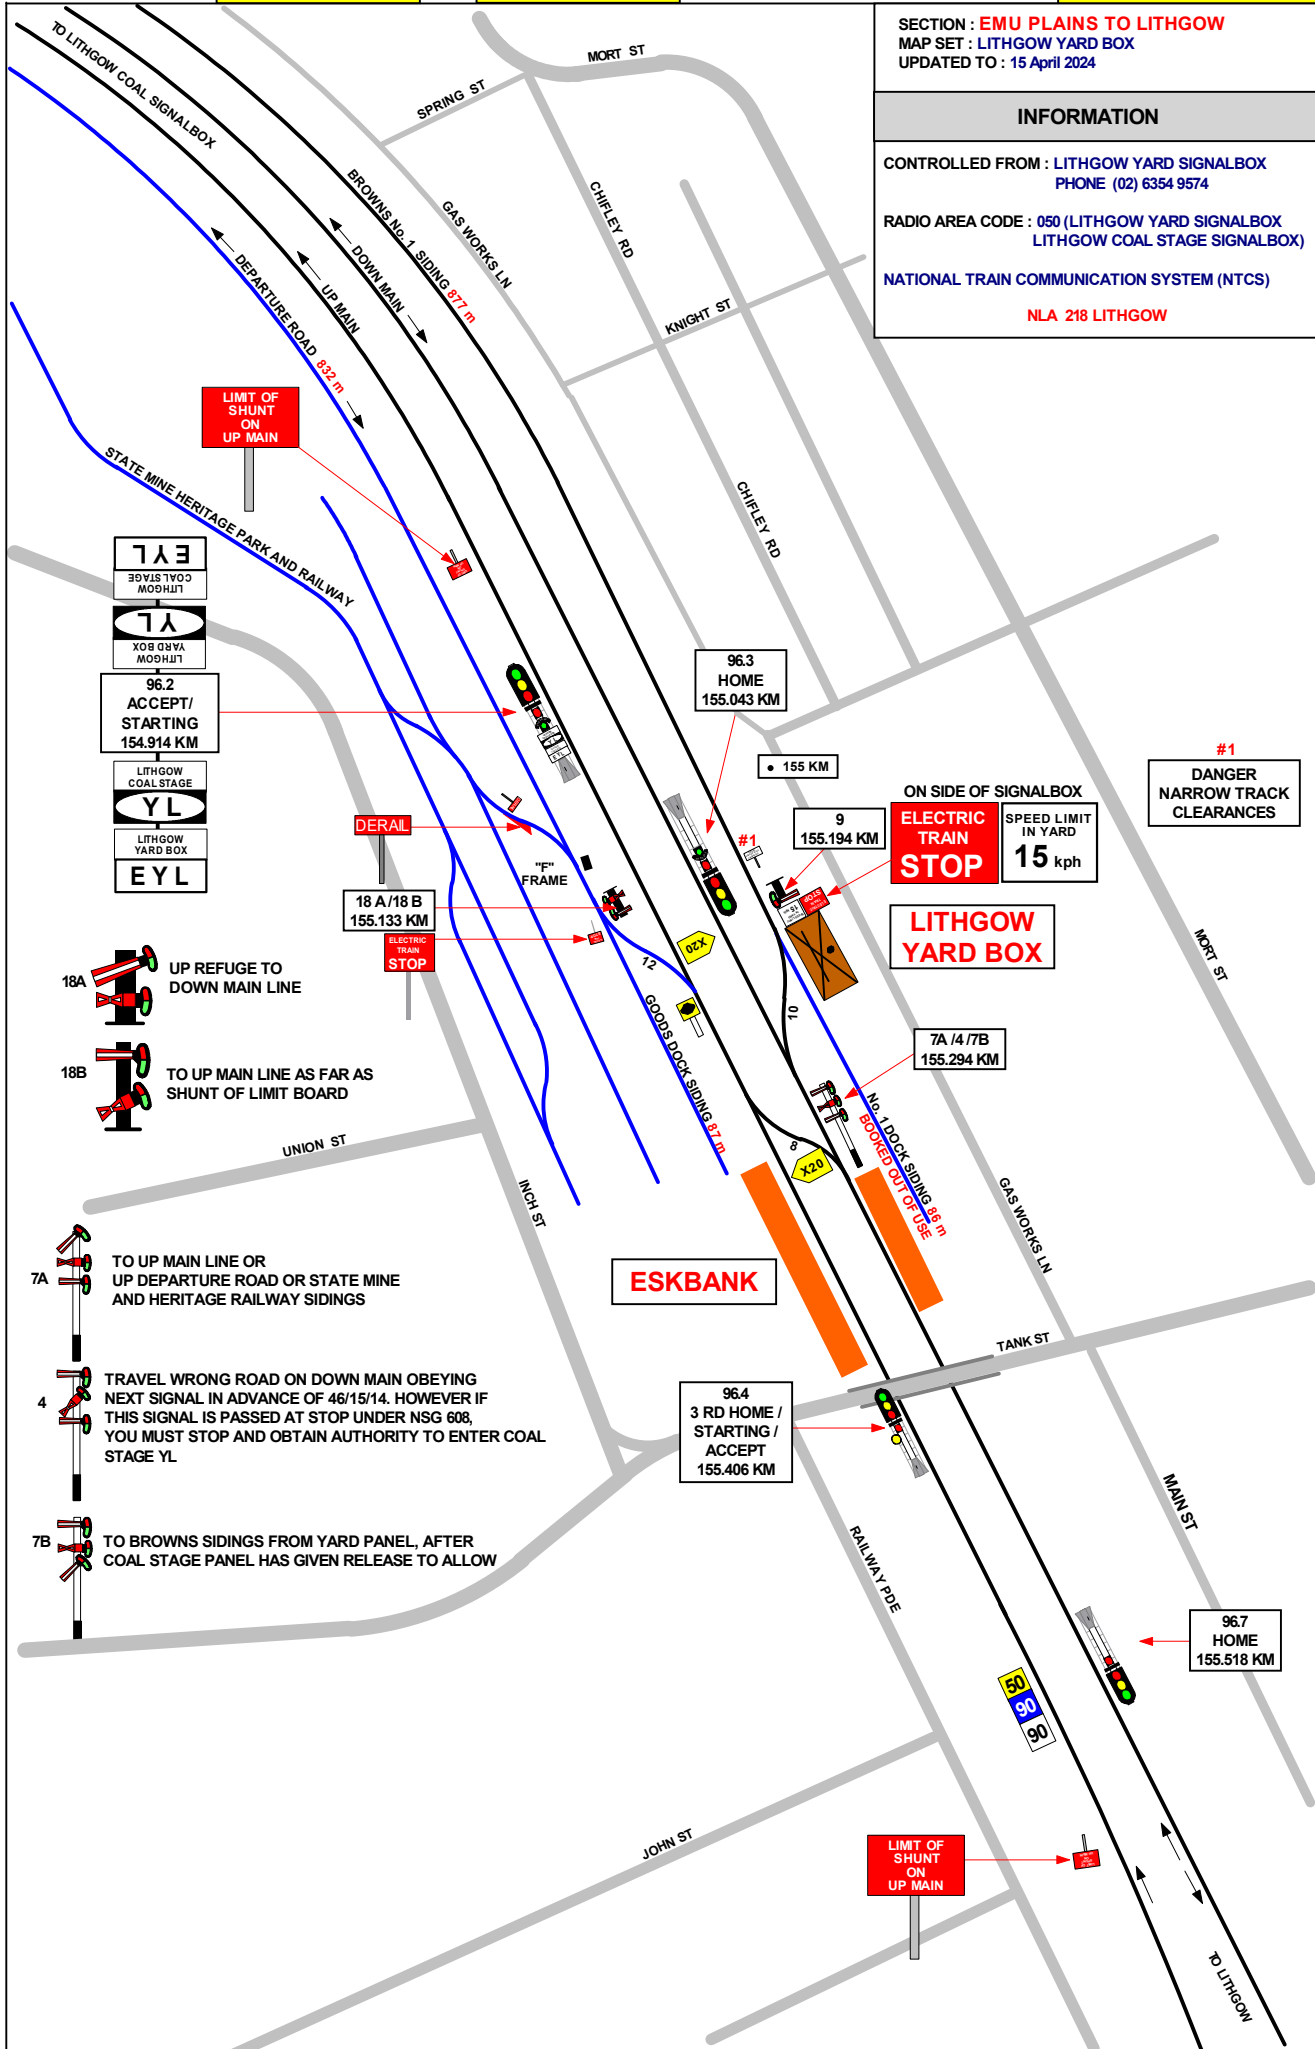 SECTION : EMU PLAINS TO LITHGOW
MAP SET : LITHGOW YARD BOX
UPDATED TO : 15 April 2024
INFORMATION
CONTROLLED FROM : LITHGOW YARD SIGNALBOX
PHONE (02) 6354 9574
RADIO AREA CODE : 050 (LITHGOW YARD SIGNALBOX
LITHGOW COAL STAGE SIGNALBOX)
NATIONAL TRAIN COMMUNICATION SYSTEM (NTCS)
NLA 218 LITHGOW
TO LITHGOW COAL SIGNALBOX
MORT ST
SPRING ST
CHIFLEY RD
BROWNS No. 1 SIDING 877 m
GAS WORKS LN
DOWN MAIN
UP MAIN
DEPARTURE ROAD 832 m
KNIGHT ST
LIMIT OF
SHUNT
ON
UP MAIN
STATE MINE HERITAGE PARK AND RAILWAY
CHIFLEY RD
EYL
LITHGOW
COAL STAGE
YL
LITHGOW
YARD BOX
96.2
ACCEPT/
STARTING
154.914 KM
LITHGOW
COAL STAGE
YL
LITHGOW
YARD BOX
EYL
96.3
HOME
155.043 KM
• 155 KM
#1
DANGER
NARROW TRACK
CLEARANCES
ON SIDE OF SIGNALBOX
ELECTRIC
TRAIN
STOP
SPEED LIMIT
IN YARD
15 kph
9
155.194 KM
#1
DERAIL
"F"
FRAME
18 A /18 B
155.133 KM
ELECTRIC
TRAIN
STOP
LITHGOW
YARD BOX
MORT ST
X20
12
10
18A
UP REFUGE TO
DOWN MAIN LINE
18B
TO UP MAIN LINE AS FAR AS
SHUNT OF LIMIT BOARD
GOODS DOCK SIDING 87 m
7A /4 /7B
155.294 KM
No. 1 DOCK SIDING 86 m
BOOKED OUT OF USE
8
X20
UNION ST
INCH ST
GAS WORKS LN
7A
TO UP MAIN LINE OR
UP DEPARTURE ROAD OR STATE MINE
AND HERITAGE RAILWAY SIDINGS
ESKBANK
TANK ST
4
TRAVEL WRONG ROAD ON DOWN MAIN OBEYING
NEXT SIGNAL IN ADVANCE OF 46/15/14. HOWEVER IF
THIS SIGNAL IS PASSED AT STOP UNDER NSG 608,
YOU MUST STOP AND OBTAIN AUTHORITY TO ENTER COAL
STAGE YL
96.4
3 RD HOME /
STARTING /
ACCEPT
155.406 KM
MAIN ST
7B
TO BROWNS SIDINGS FROM YARD PANEL, AFTER
COAL STAGE PANEL HAS GIVEN RELEASE TO ALLOW
RAILWAY PDE
96.7
HOME
155.518 KM
50
90
90
JOHN ST
LIMIT OF
SHUNT
ON
UP MAIN
TO LITHGOW